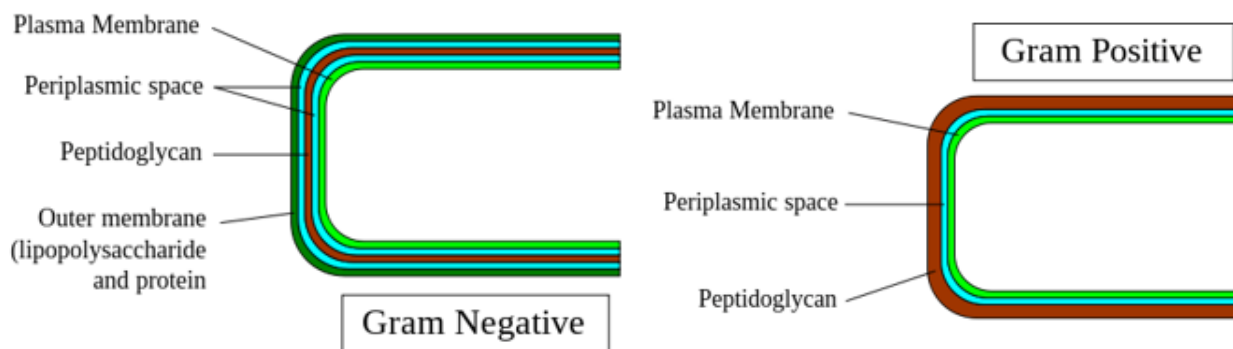 Plasma Membrane
Periplasmic space
Peptidoglycan
Outer membrane
(lipopolysaccharide
and protein
Gram Negative
Gram Positive
Plasma Membrane
Periplasmic space
Peptidoglycan